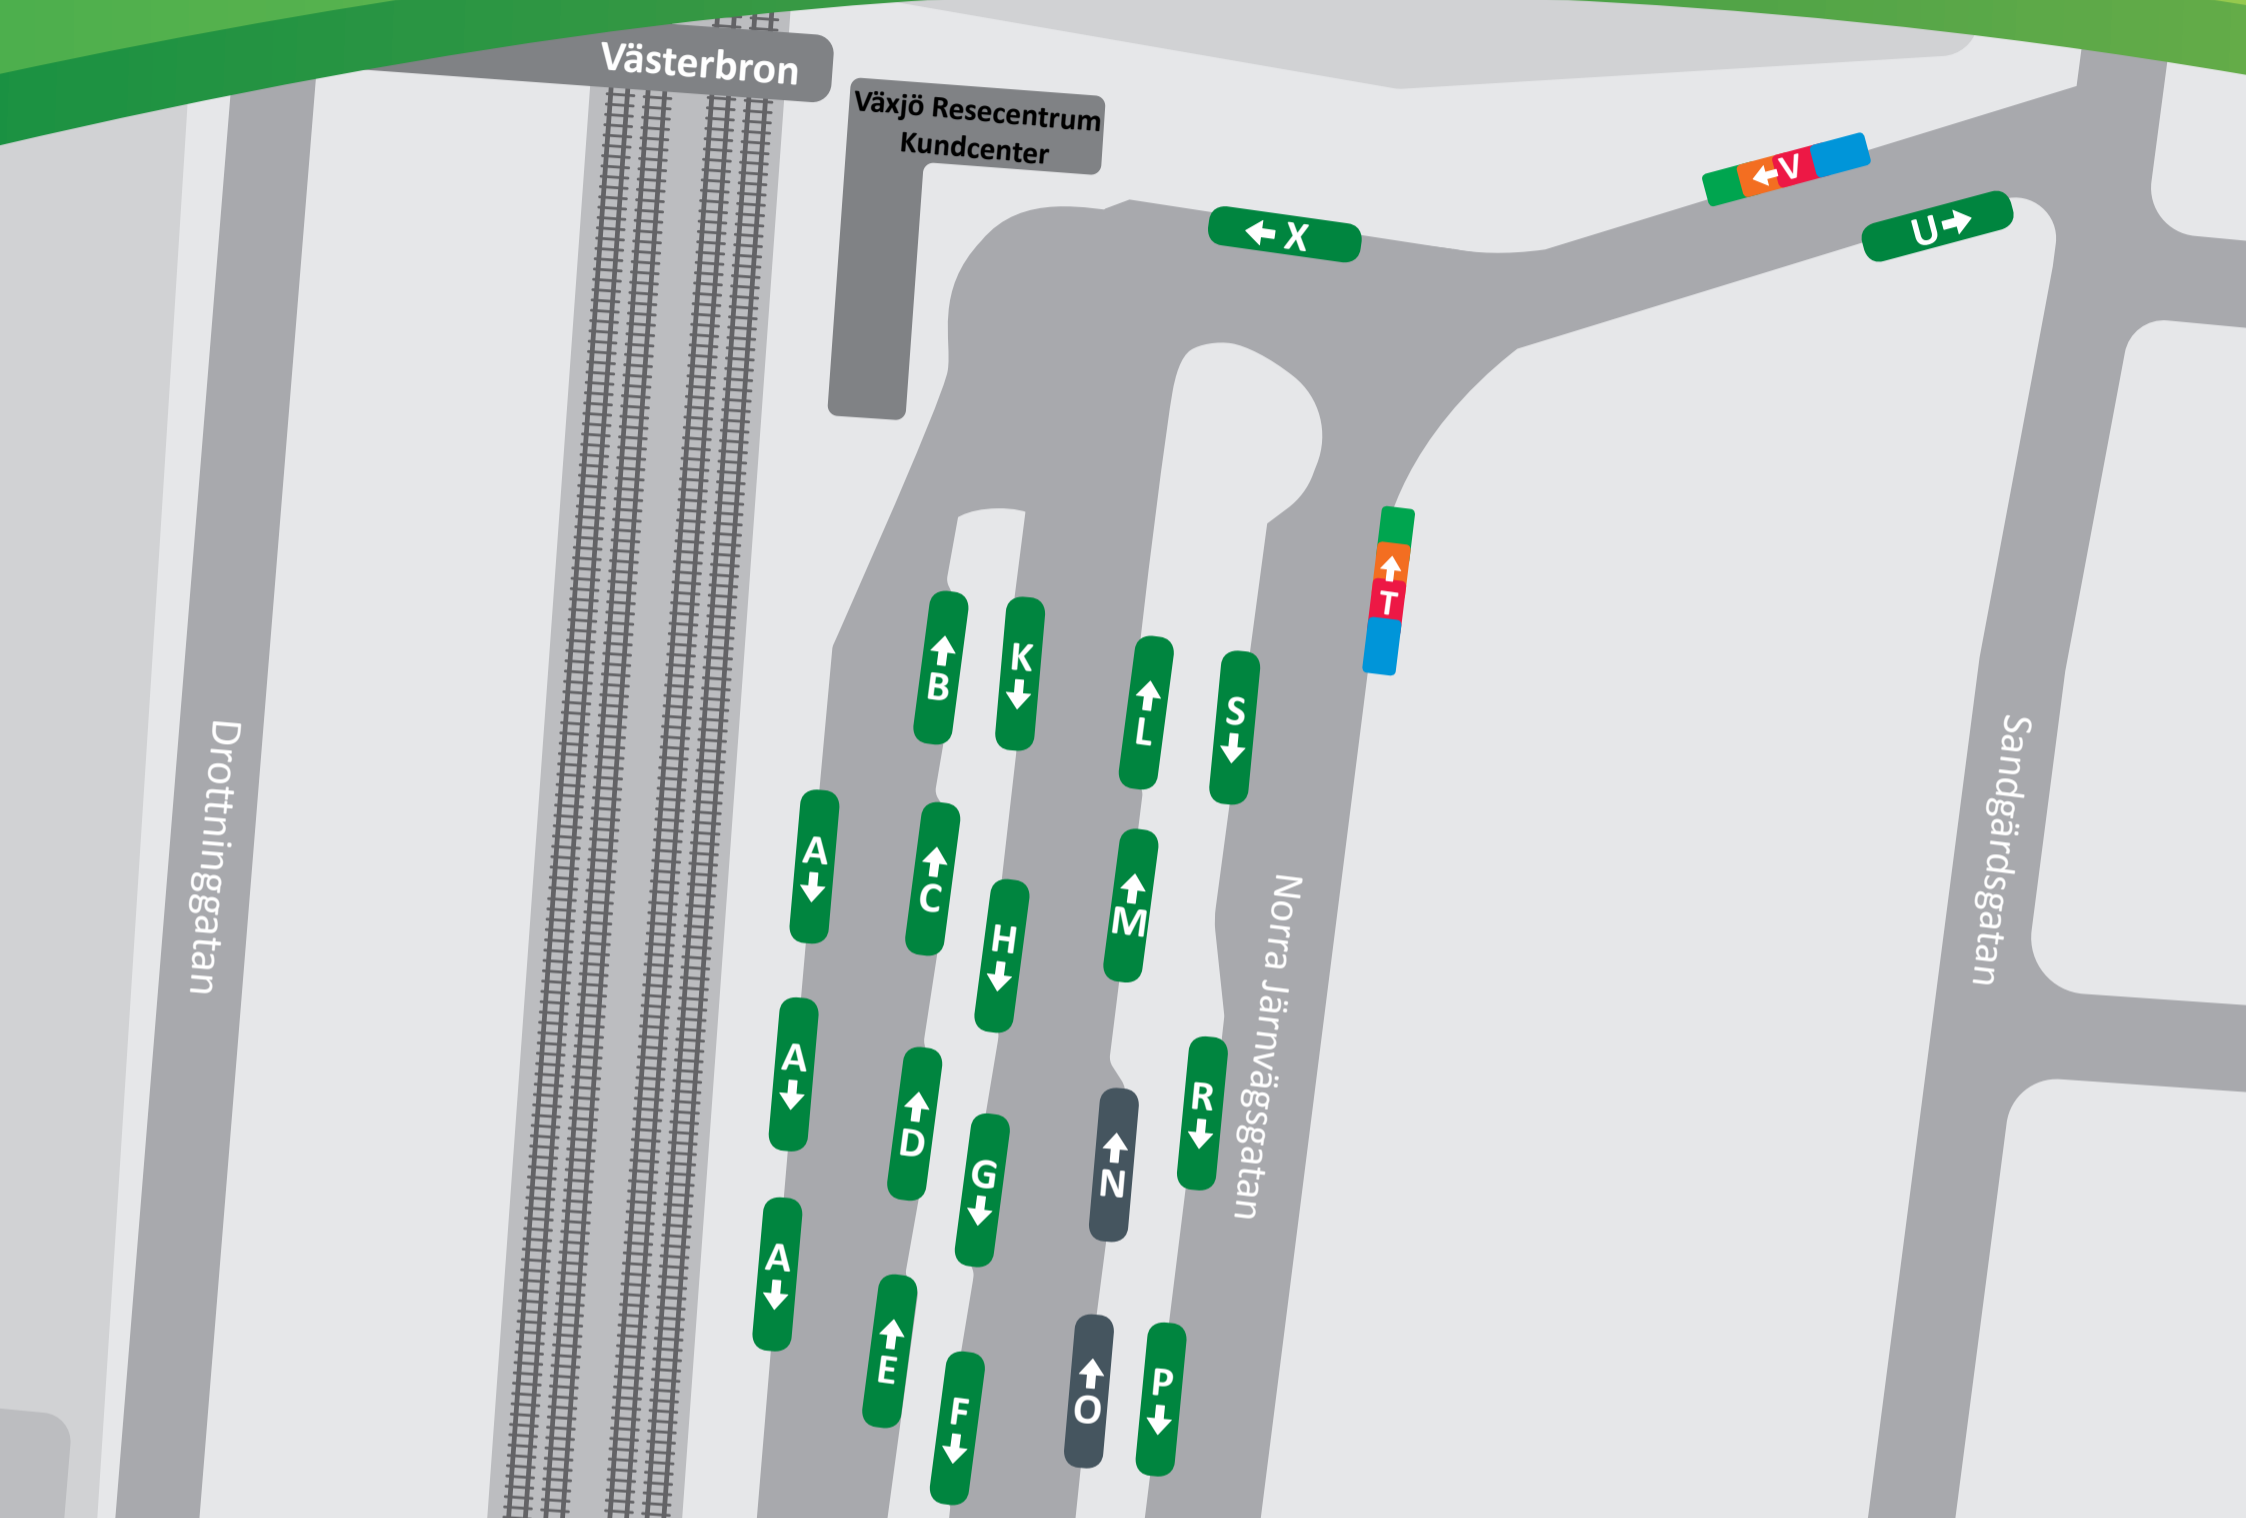 Västerbron
Växjö Resecentrum
Kundcenter
V
U
X
T
B
K
L
S
Drottninggatan
Sandgärdsgatan
A
C
M
H
Norra Järnvägsgatan
A
D
R
G
N
A
E
P
O
F